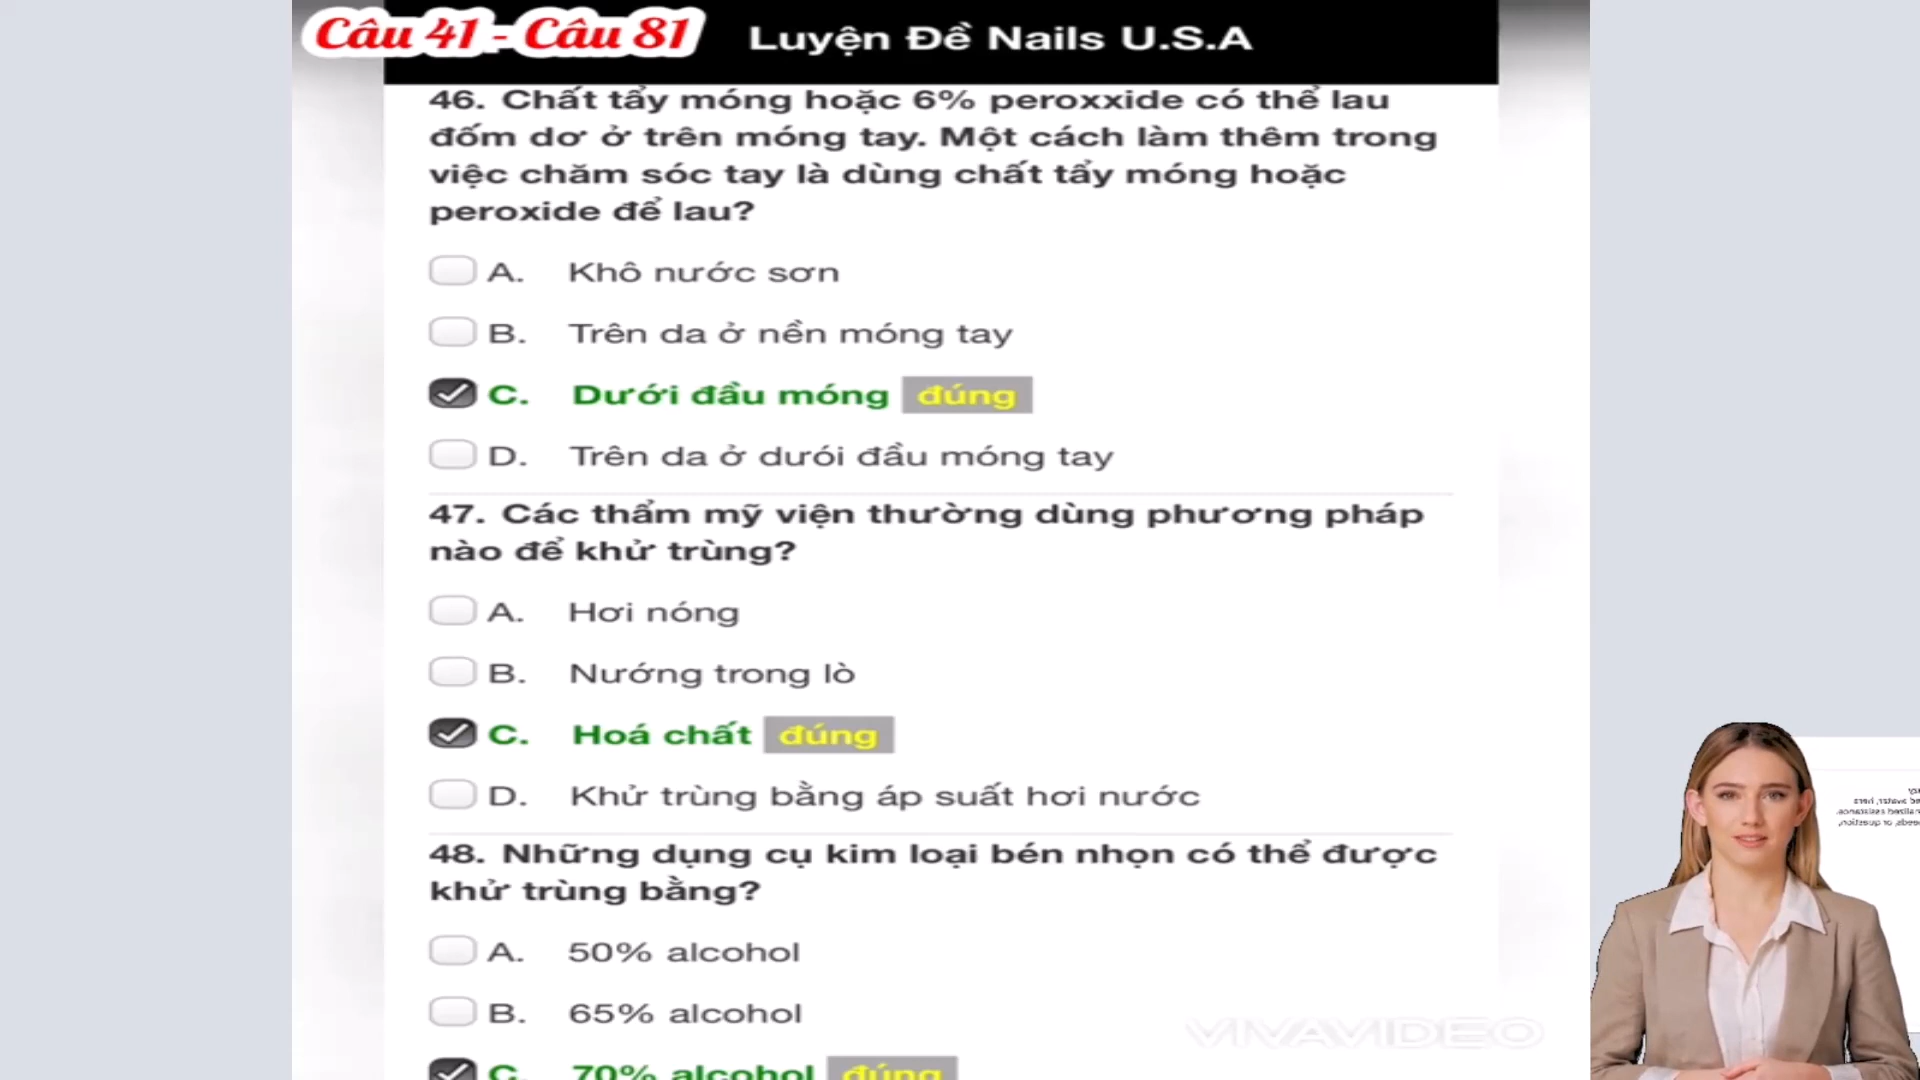 Câu 41 - Câu 81
Luyện Đề Nails U.S.A
46. Chất tẩy móng hoặc 6% peroxxide có thể lau
đốm dơ ở trên móng tay. Một cách làm thêm trong
việc chăm sóc tay là dùng chất tẩy móng hoặc
peroxide để lau?
A. Khô nước sơn
B. Trên da ở nền móng tay
C. Dưới đầu móng đúng
D. Trên da ở dưói đầu móng tay
47. Các thẩm mỹ viện thường dùng phương pháp
nào để khử trùng?
A. Hơi nóng
B. Nướng trong lò
C. Hoá chất đúng
D. Khử trùng bằng áp suất hơi nước
48. Những dụng cụ kim loại bén nhọn có thể được
khử trùng bằng?
A. 50% alcohol
B. 65% alcohol
C. 70% alcohol đúng
VIVAVIDEO